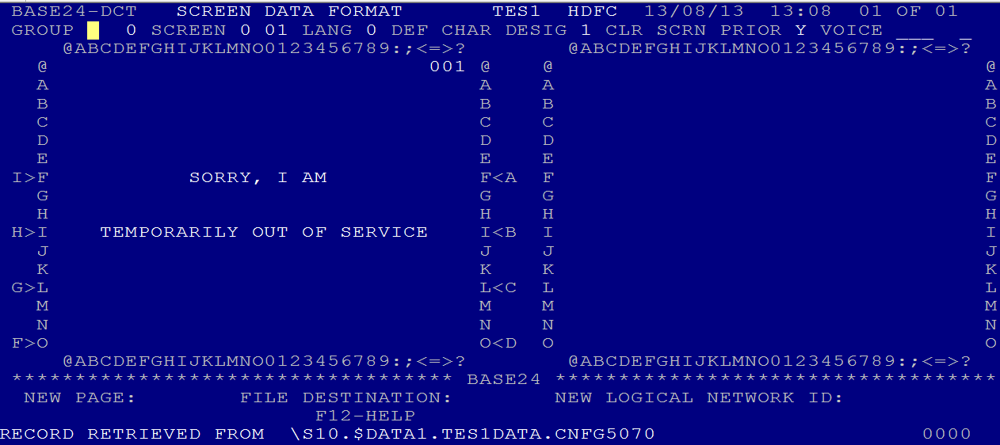 BASE24-DCT   SCREEN DATA FORMAT       TES1  HDFC  13/08/13  13:08  01 OF 01
GROUP    0 SCREEN 0 01 LANG 0 DEF CHAR DESIG 1 CLR SCRN PRIOR Y VOICE ___  _
@ABCDEFGHIJKLMNO0123456789:;<=>?        @ABCDEFGHIJKLMNO0123456789:;<=>?
@                              001 @    @                                  @
A                                  A    A                                  A
B                                  B    B                                  B
C                                  C    C                                  C
D                                  D    D                                  D
E                                  E    E                                  E
I>F           SORRY, I AM            F<A  F                                  F
G                                  G    G                                  G
H                                  H    H                                  H
H>I    TEMPORARILY OUT OF SERVICE    I<B  I                                  I
J                                  J    J                                  J
K                                  K    K                                  K
G>L                                  L<C  L                                  L
M                                  M    M                                  M
N                                  N    N                                  N
F>O                                  O<D  O                                  O
@ABCDEFGHIJKLMNO0123456789:;<=>?        @ABCDEFGHIJKLMNO0123456789:;<=>?
*********************************** BASE24 ***********************************
NEW PAGE:        FILE DESTINATION:        NEW LOGICAL NETWORK ID:
F12-HELP
RECORD RETRIEVED FROM  \S10.$DATA1.TES1DATA.CNFG5070                     0000